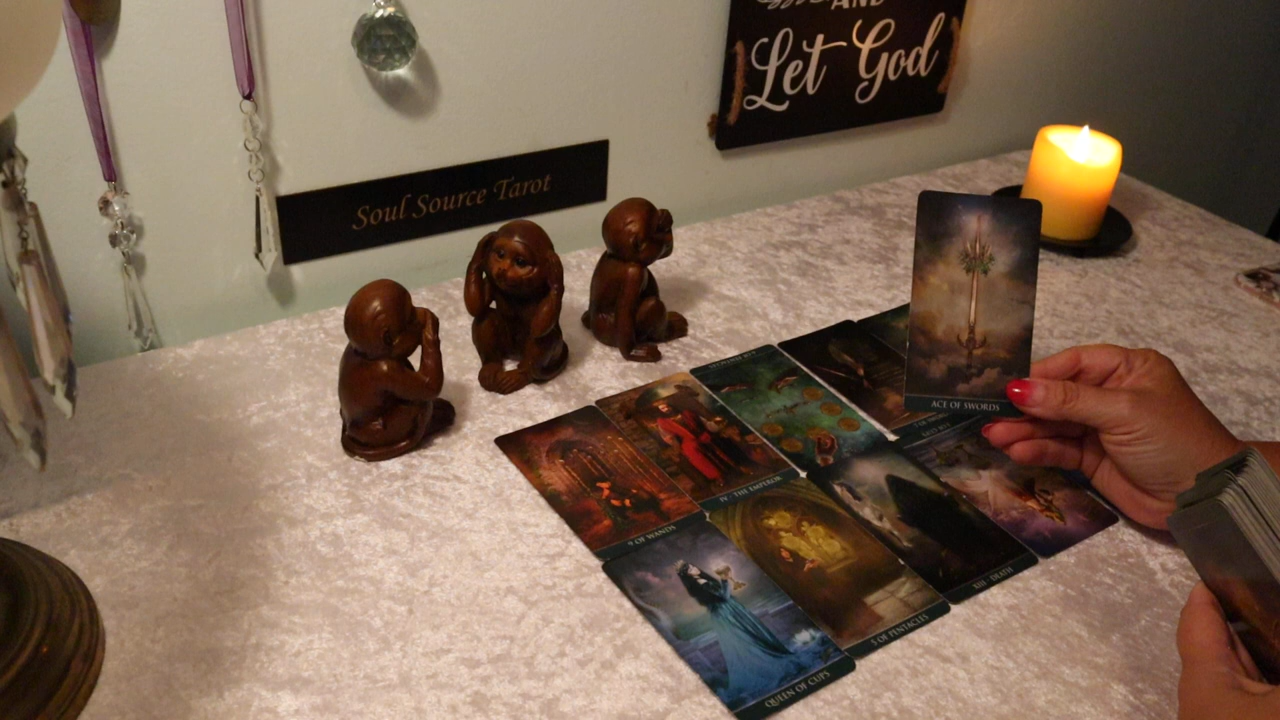 AND
Let God
Soul Source Tarot
ACE OF SWORDS
IV · THE EMPEROR
9 OF WANDS
XIII · DEATH
5 OF PENTACLES
QUEEN OF CUPS